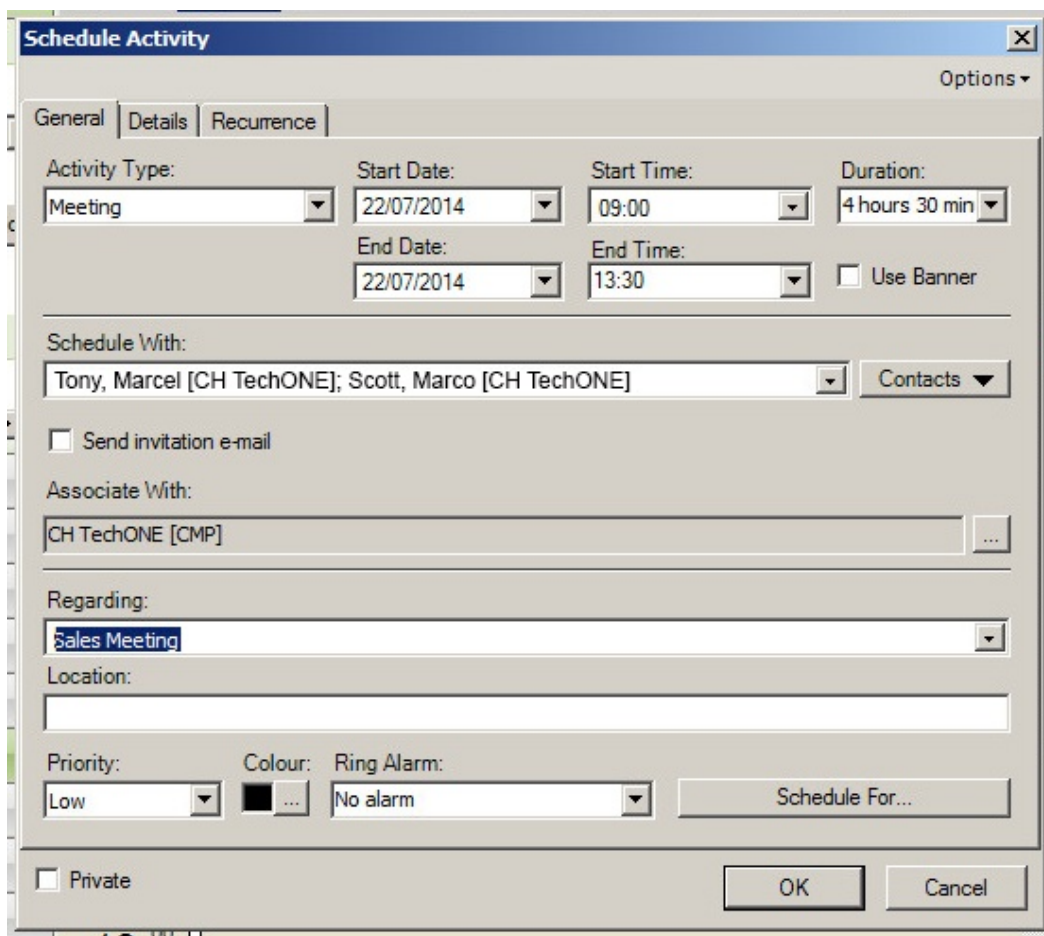 Schedule Activity
Options
General Details Recurrence
Activity Type: Start Date: Start Time: Duration:
Meeting 22/07/2014 09:00 4 hours 30 min
End Date: End Time:
22/07/2014 13:30 Use Banner
Schedule With:
Tony, Marcel [CH TechONE]; Scott, Marco [CH TechONE] Contacts
Send invitation e-mail
Associate With:
CH TechONE [CMP] ...
Regarding:
Sales Meeting
Location:
Priority: Colour: Ring Alarm:
Low ... No alarm Schedule For...
Private OK Cancel